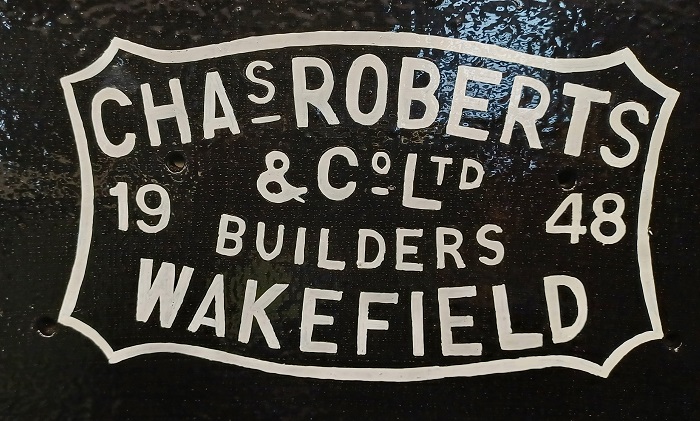 CHAS ROBERTS
& Co LTD
19 48
BUILDERS
WAKEFIELD